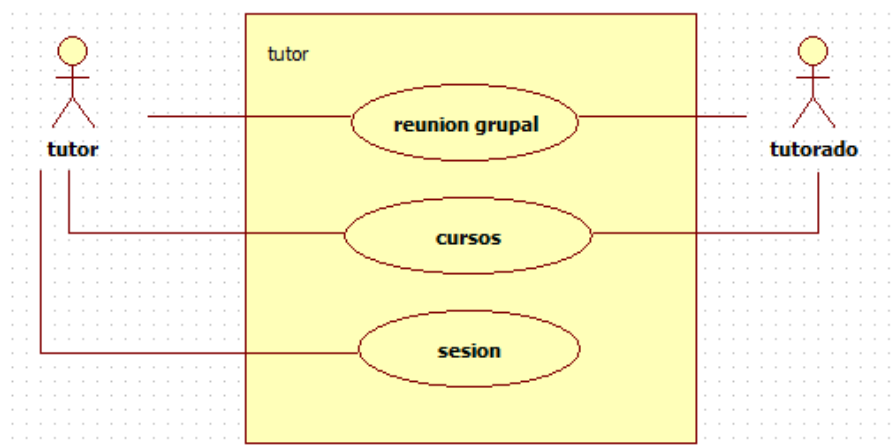 tutor
reunion grupal
tutor
tutorado
cursos
sesion